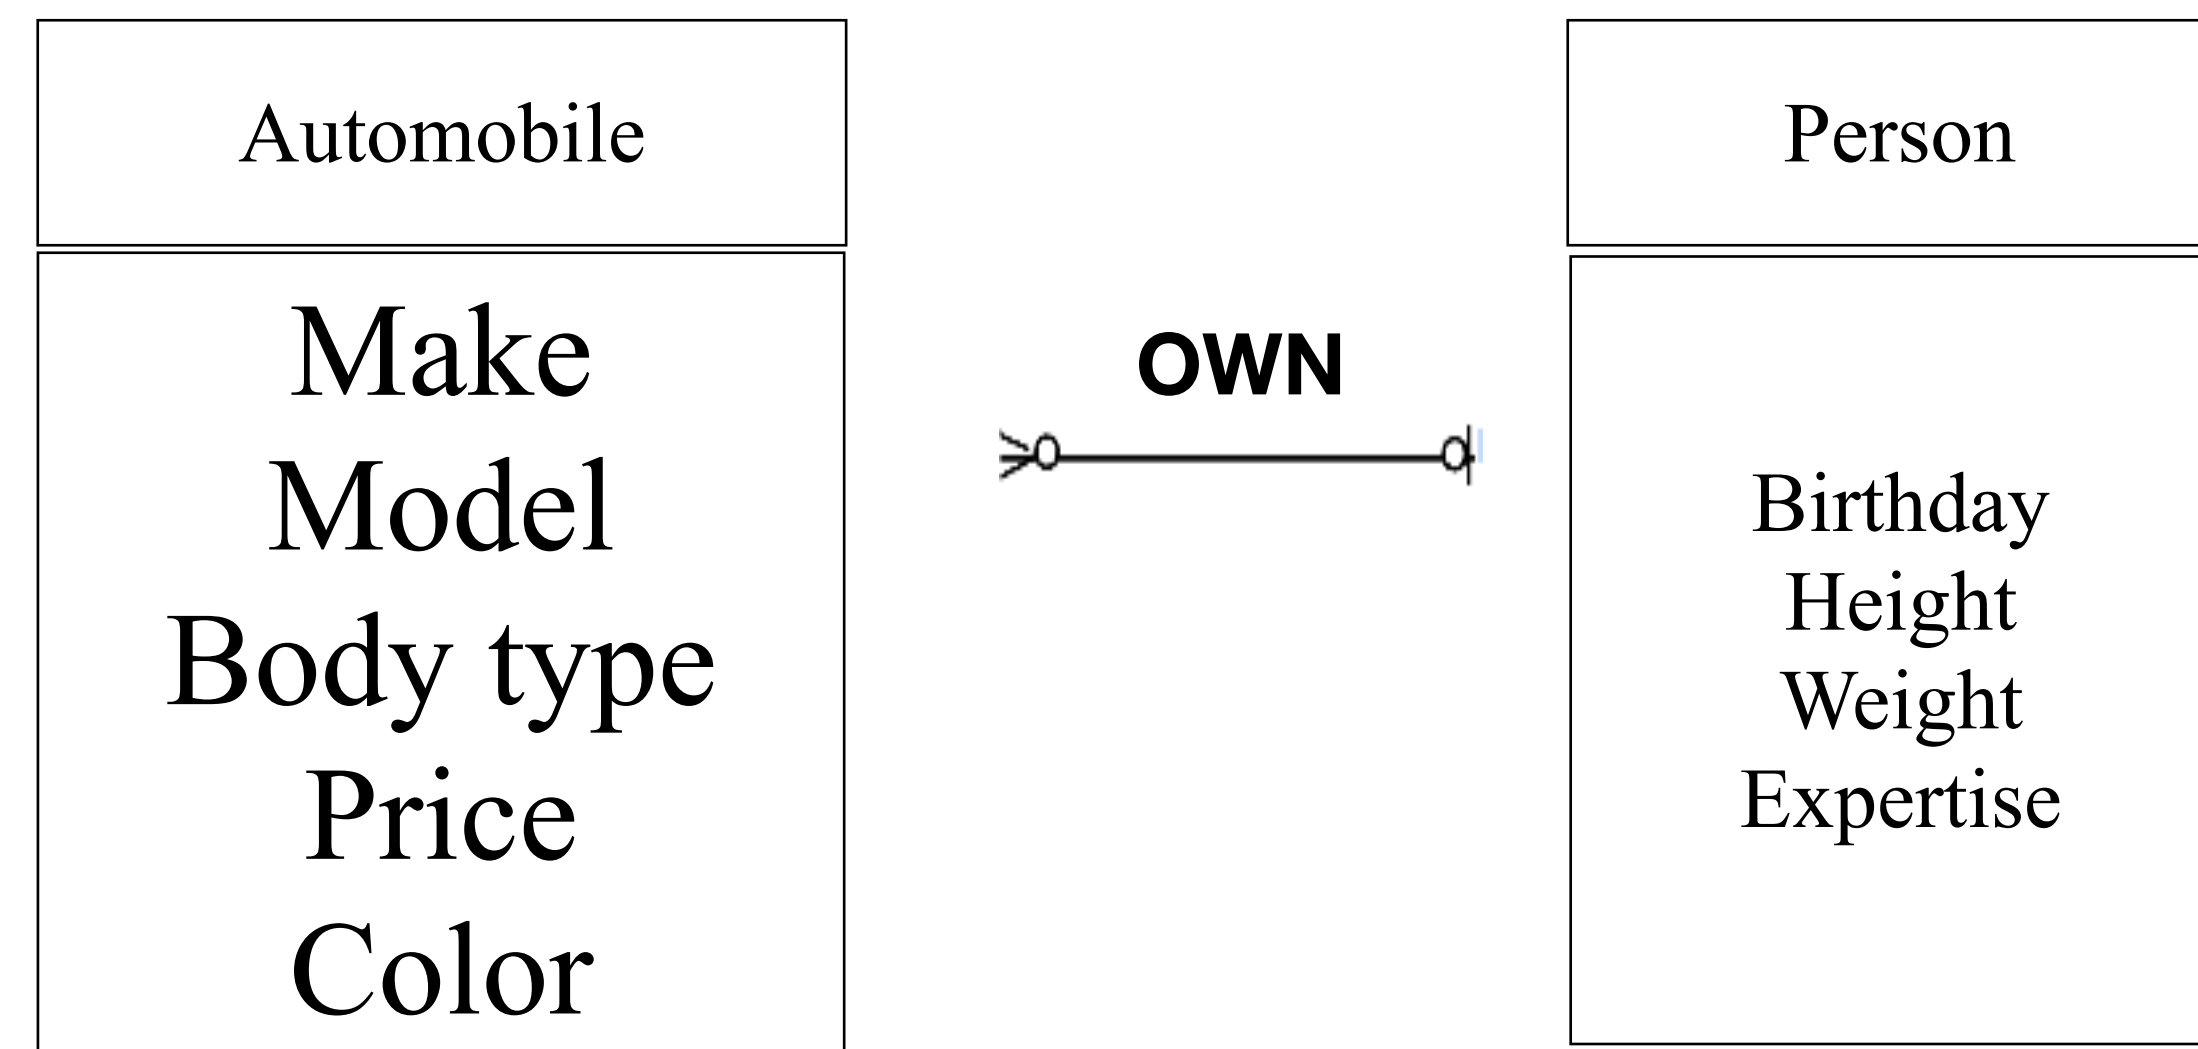 Automobile
Make
Model
Body type
Price
Color
OWN
Person
Birthday
Height
Weight
Expertise